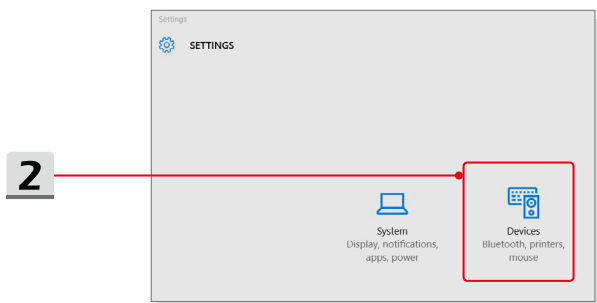 Settings
SETTINGS
2
System
Display, notifications,
apps, power
Devices
Bluetooth, printers,
mouse